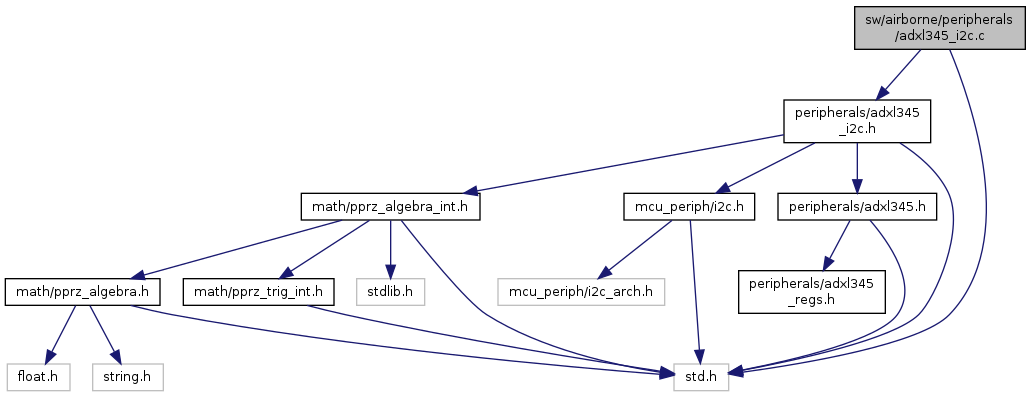 sw/airborne/peripherals
/adxl345_i2c.c
peripherals/adxl345
_i2c.h
math/pprz_algebra_int.h
mcu_periph/i2c.h
peripherals/adxl345.h
math/pprz_algebra.h
math/pprz_trig_int.h
stdlib.h
mcu_periph/i2c_arch.h
peripherals/adxl345
_regs.h
float.h
string.h
std.h